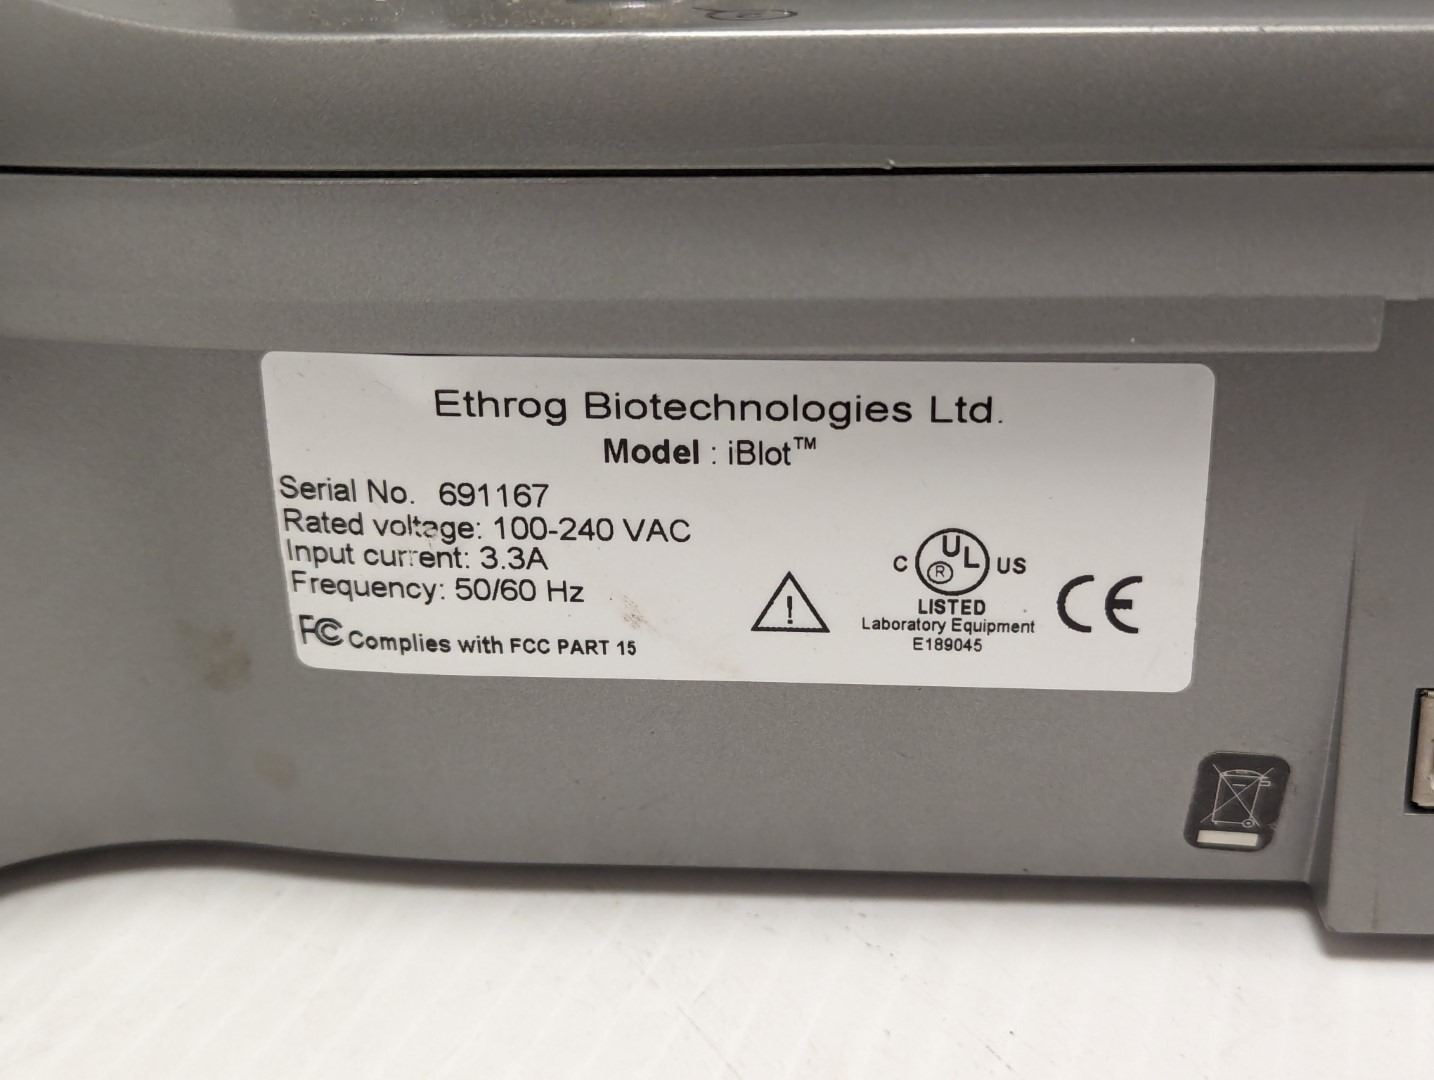 Ethrog Biotechnologies Ltd.
Model : iBlot™
Serial No. 691167
Rated voltage: 100-240 VAC
Input current: 3.3A
Frequency: 50/60 Hz
FC Complies with FCC PART 15
C UL ® US
LISTED
Laboratory Equipment
E189045
CE